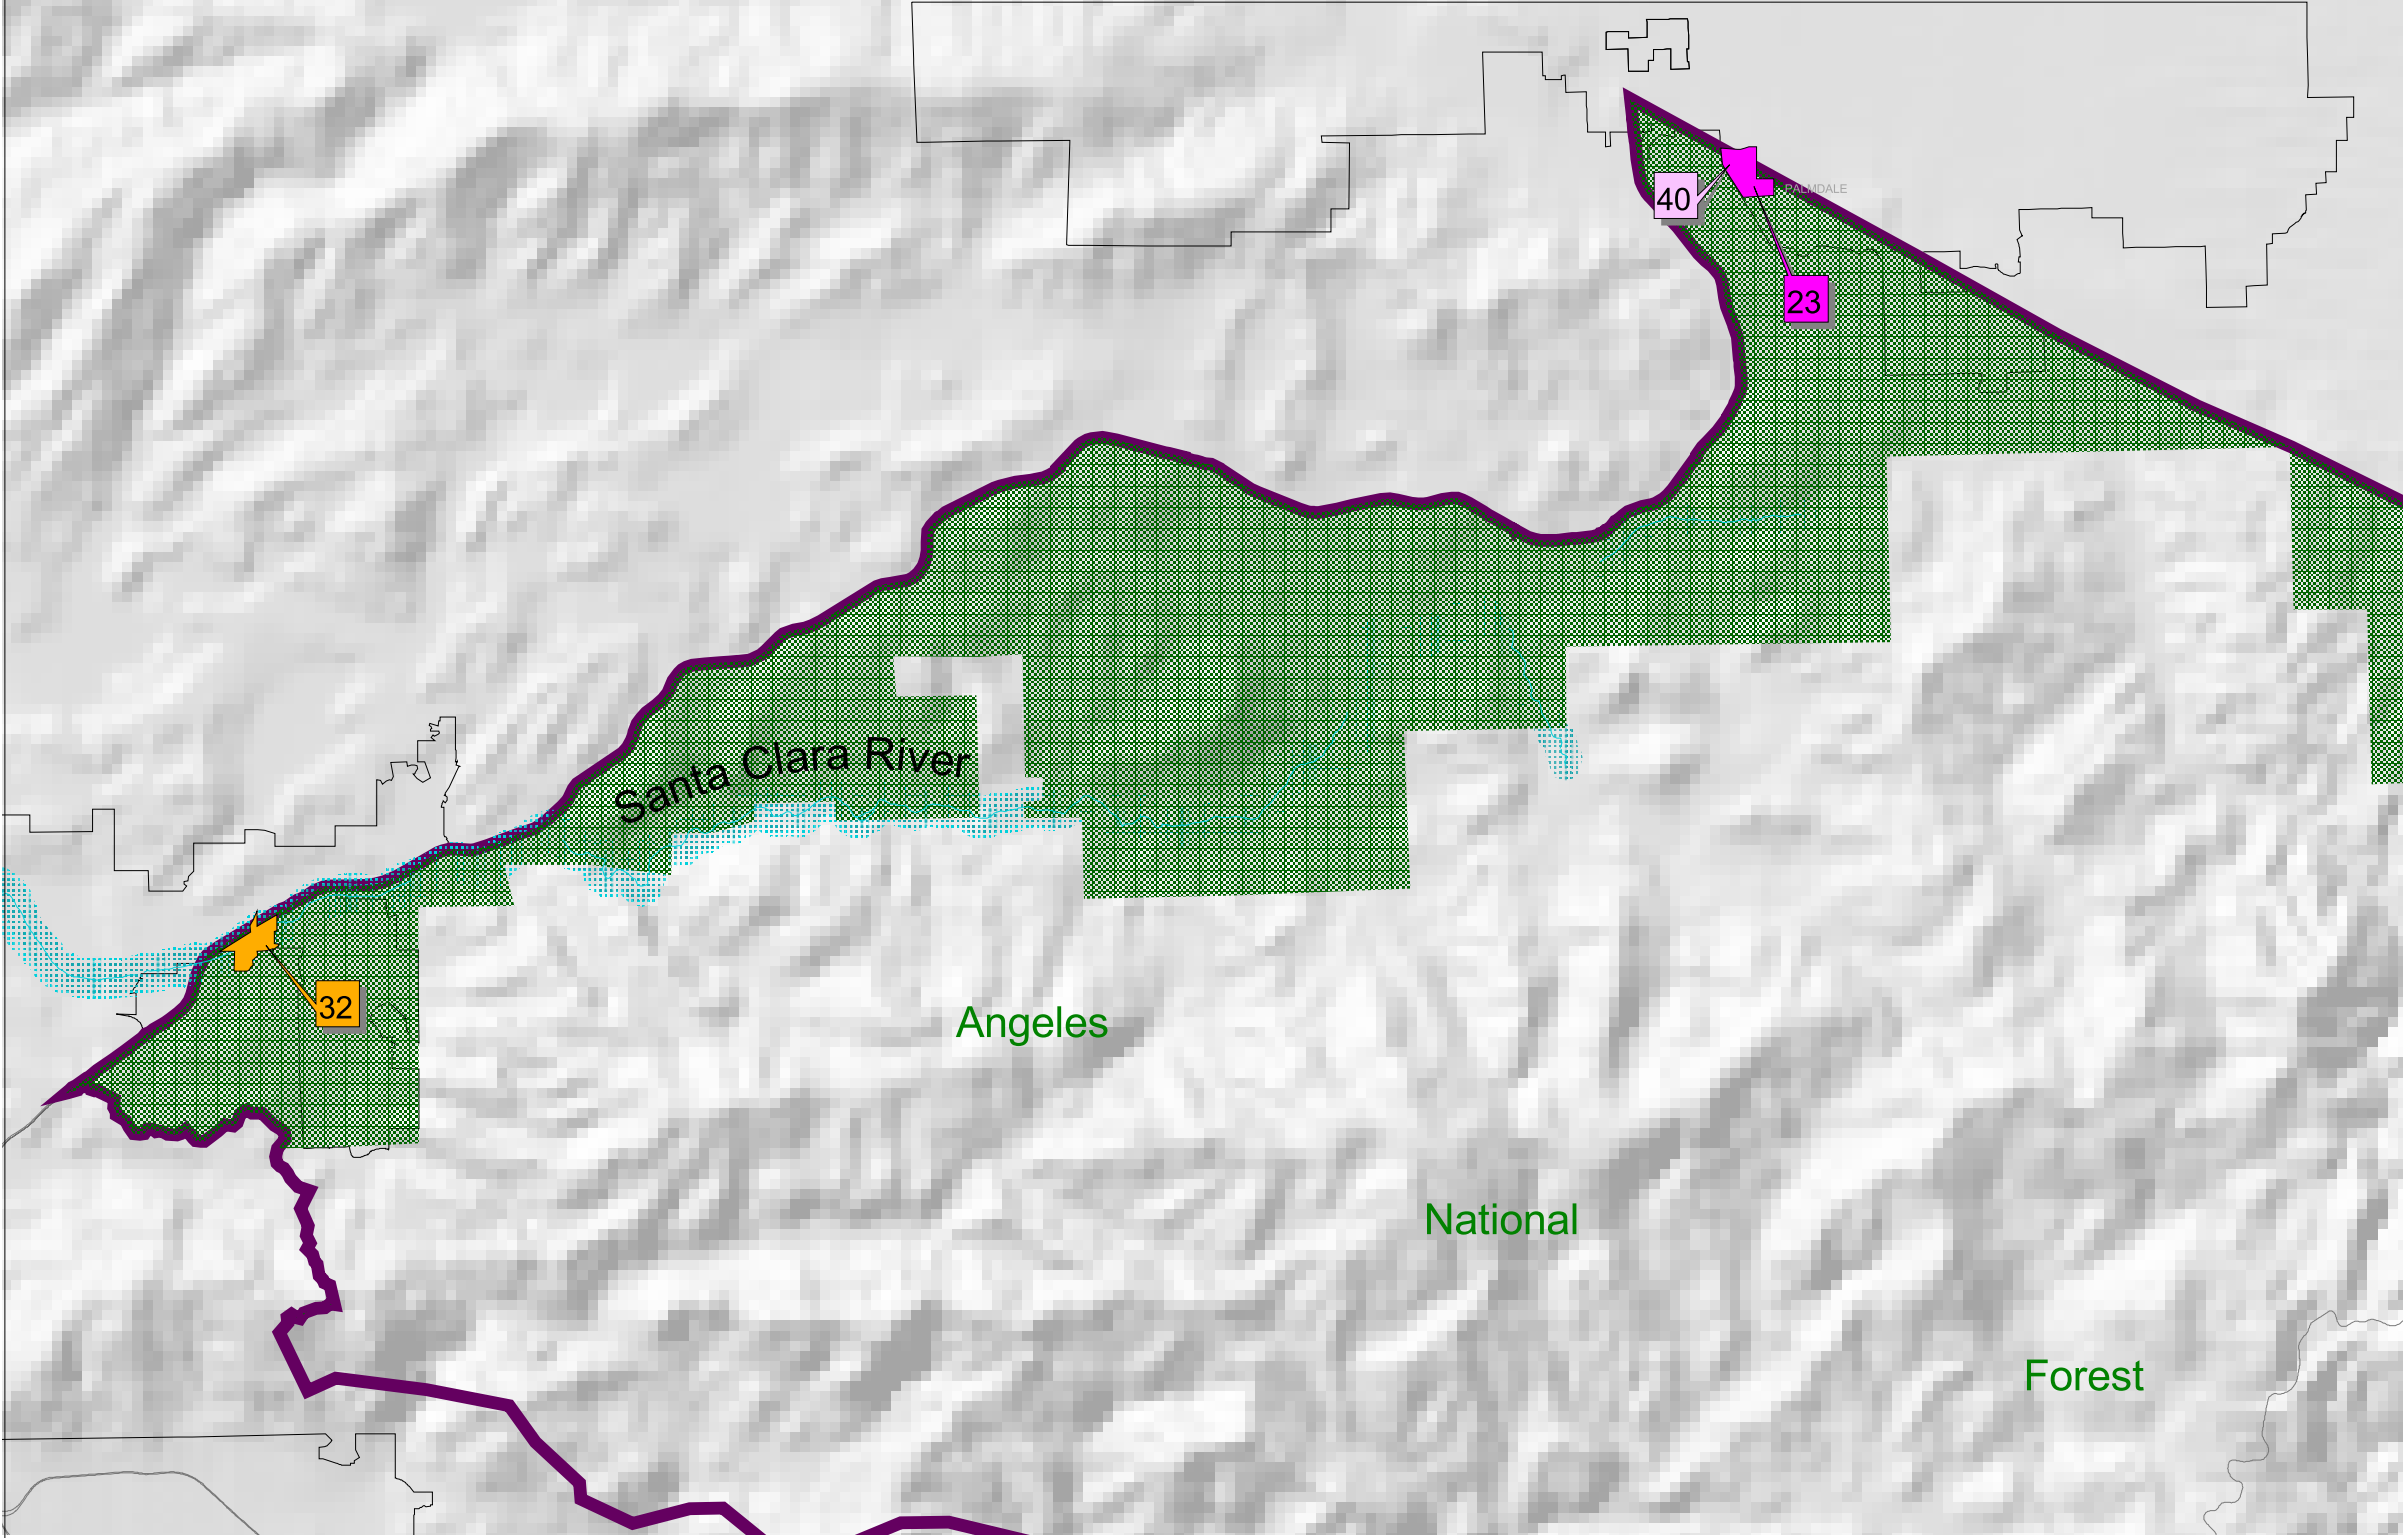 PALMDALE
40
23
Santa Clara River
32
Angeles
National
Forest